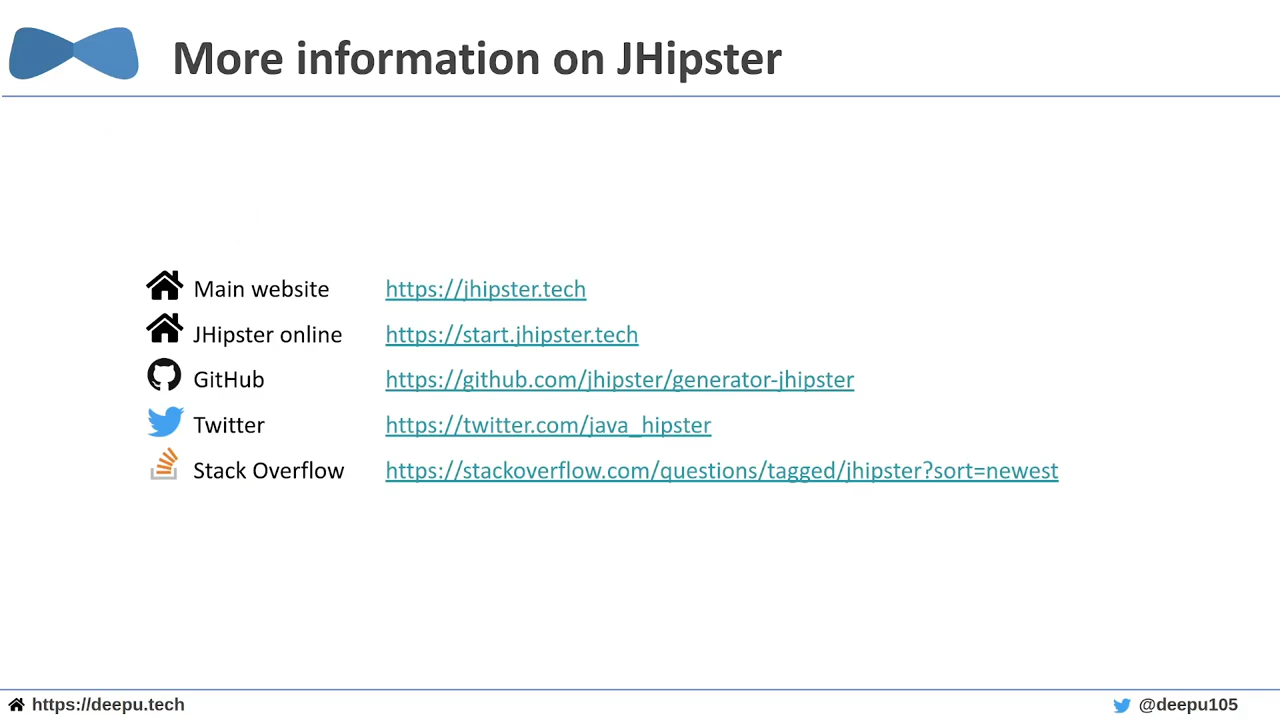 More information on JHipster
Main website https://jhipster.tech
JHipster online https://start.jhipster.tech
GitHub https://github.com/jhipster/generator-jhipster
Twitter https://twitter.com/java_hipster
Stack Overflow https://stackoverflow.com/questions/tagged/jhipster?sort=newest
https://deepu.tech @deepu105